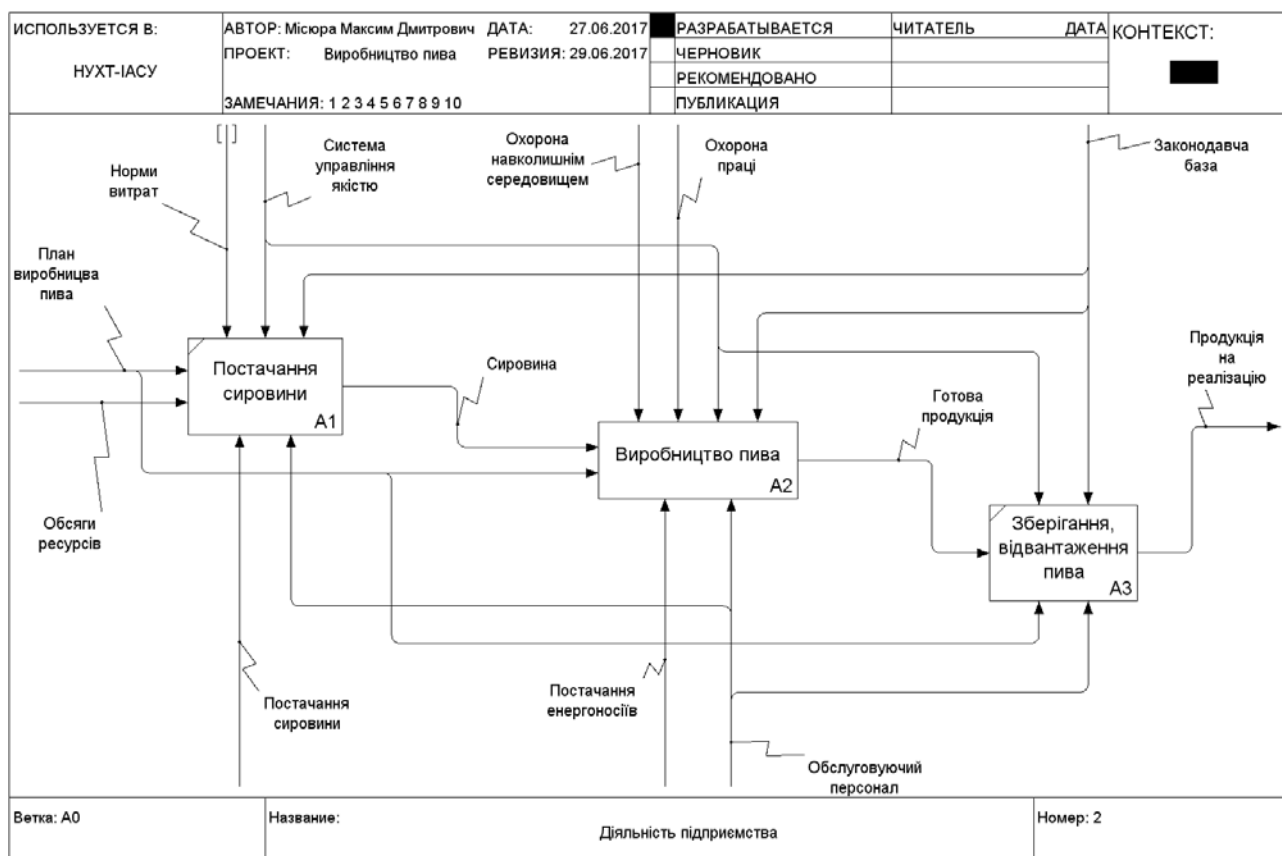 ИСПОЛЬЗУЕТСЯ В:
НУХТ-ІАСУ
АВТОР: Місюра Максим Дмитрович ДАТА: 27.06.2017
ПРОЕКТ: Виробництво пива РЕВИЗИЯ: 29.06.2017
ЗАМЕЧАНИЯ: 1 2 3 4 5 6 7 8 9 10
РАЗРАБАТЫВАЕТСЯ
ЧЕРНОВИК
РЕКОМЕНДОВАНО
ПУБЛИКАЦИЯ
ЧИТАТЕЛЬ ДАТА
КОНТЕКСТ:
Норми
витрат
Система
управління
якістю
Охорона
навколишнім
середовищем
Охорона
праці
Законодавча
база
План
виробницва
пива
Постачання
сировини
A1
Сировина
Виробництво пива
A2
Готова
продукція
Продукція
на
реалізацію
Обсяги
ресурсів
Зберігання,
відвантаження
пива
A3
Постачання
сировини
Постачання
енергоносіїв
Обслуговуючий
персонал
Ветка: A0
Название:
Діяльність підприємства
Номер: 2